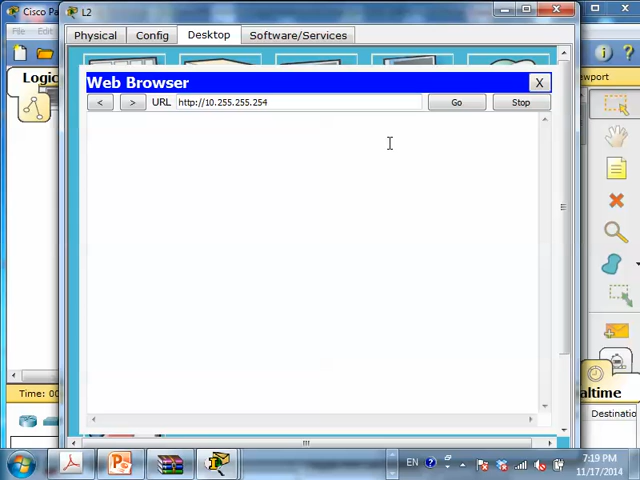 Cisco Pa
L2
File
Edit
Physical
Config
Desktop
Software/Services
Logic
ewport
Web Browser
X
<
>
URL
http://10.255.255.254
Go
Stop
Time: 00
altime
Destinatio
EN
7:19 PM
11/17/2014